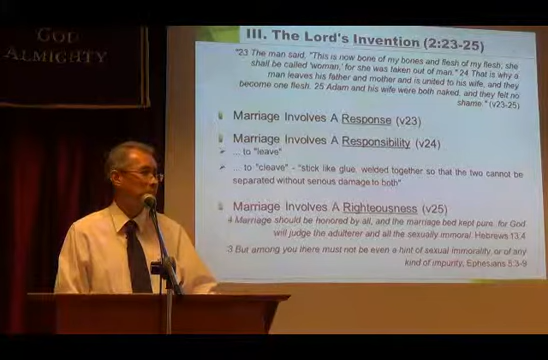 GOD
ALMIGHTY
III. The Lord's Invention (2:23-25)
"23 The man said, "This is now bone of my bones and flesh of my flesh; she
shall be called 'woman,' for she was taken out of man." 24 That is why a
man leaves his father and mother and is united to his wife, and they
become one flesh. 25 Adam and his wife were both naked, and they felt no
shame." (v23-25)
Marriage Involves A Response (v23)
Marriage Involves A Responsibility (v24)
... to "leave"
... to "cleave" - "stick like glue, welded together so that the two cannot be
separated without serious damage to both"
Marriage Involves A Righteousness (v25)
4 Marriage should be honored by all, and the marriage bed kept pure, for God
will judge the adulterer and all the sexually immoral. Hebrews 13:4
3 But among you there must not be even a hint of sexual immorality, or of any
kind of impurity, Ephesians 5:3-9